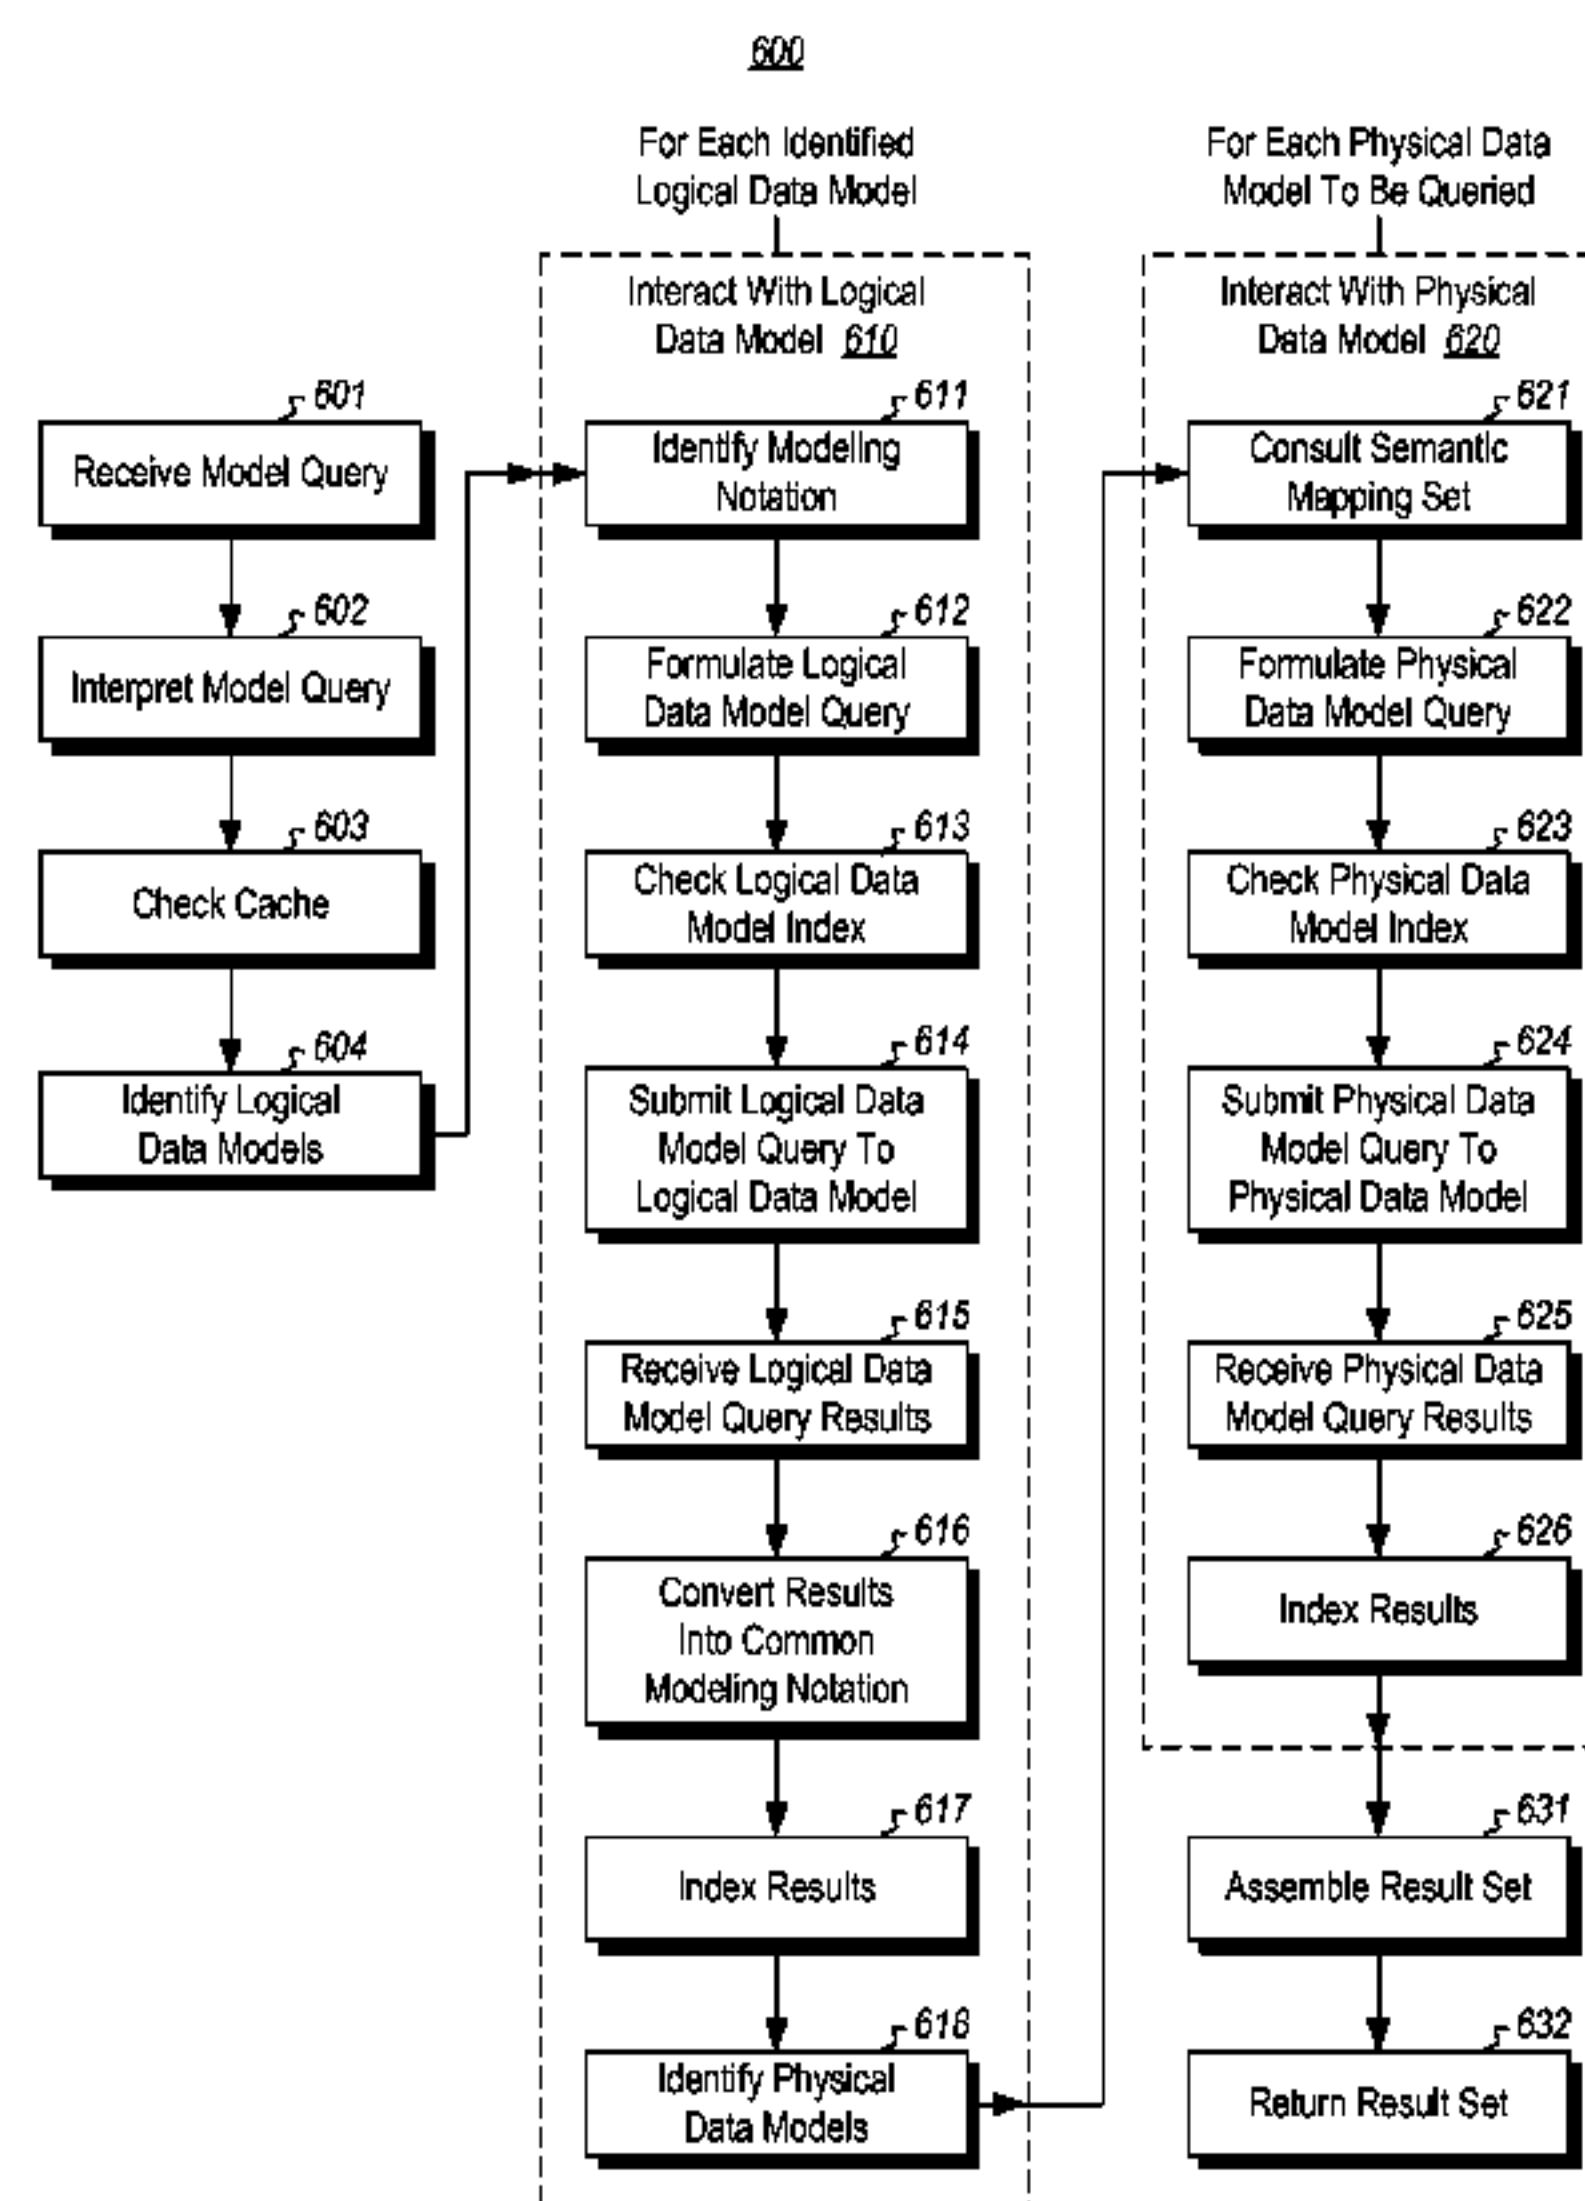 600
For Each Identified
Logical Data Model
For Each Physical Data
Model To Be Queried
Interact With Logical
Data Model 610
Interact With Physical
Data Model 620
601
Receive Model Query
602
Interpret Model Query
603
Check Cache
604
Identify Logical
Data Models
611
Identify Modeling
Notation
612
Formulate Logical
Data Model Query
613
Check Logical Data
Model Index
614
Submit Logical Data
Model Query To
Logical Data Model
615
Receive Logical Data
Model Query Results
616
Convert Results
Into Common
Modeling Notation
617
Index Results
618
Identify Physical
Data Models
621
Consult Semantic
Mapping Set
622
Formulate Physical
Data Model Query
623
Check Physical Data
Model Index
624
Submit Physical Data
Model Query To
Physical Data Model
625
Receive Physical Data
Model Query Results
626
Index Results
631
Assemble Result Set
632
Return Result Set